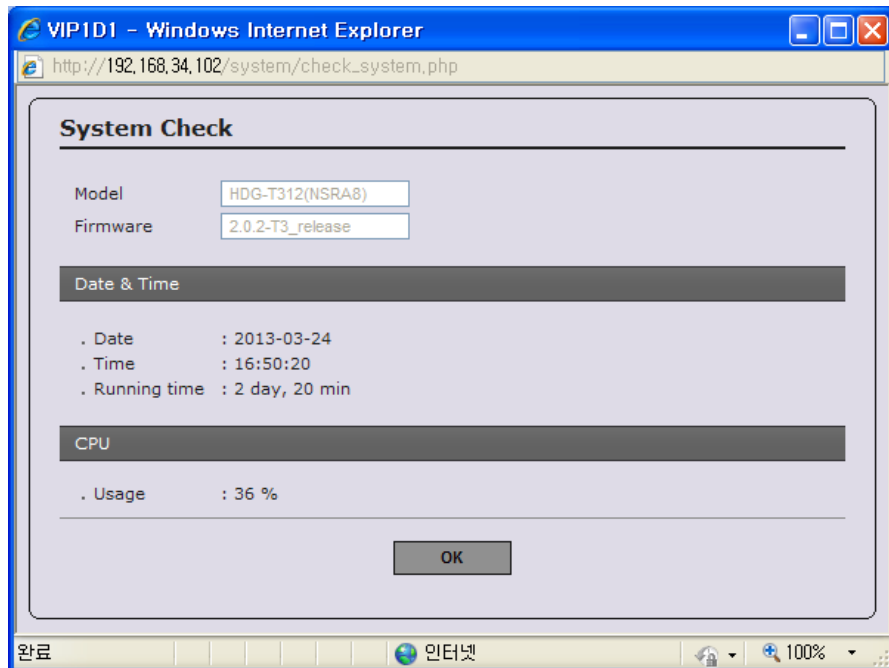 VIP1D1 - Windows Internet Explorer
http://192,168,34,102/system/check_system.php
System Check
Model HDG-T312(NSRA8)
Firmware 2.0.2-T3_release
Date & Time
. Date : 2013-03-24
. Time : 16:50:20
. Running time : 2 day, 20 min
CPU
. Usage : 36 %
OK
완료 인터넷 100%